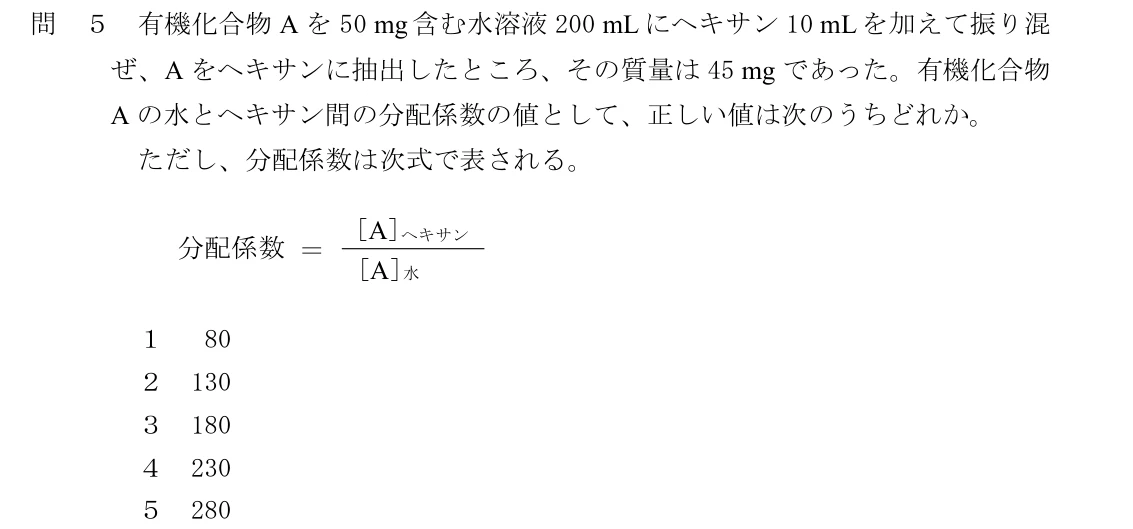 問 5 有機化合物 A を 50 mg 含む水溶液 200 mL にヘキサン 10 mL を加えて振り混
ぜ、A をヘキサンに抽出したところ、その質量は 45 mg であった。有機化合物
A の水とヘキサン間の分配係数の値として、正しい値は次のうちどれか。
ただし、分配係数は次式で表される。
分配係数 = [A]ヘキサン
[A]水
1 80
2 130
3 180
4 230
5 280